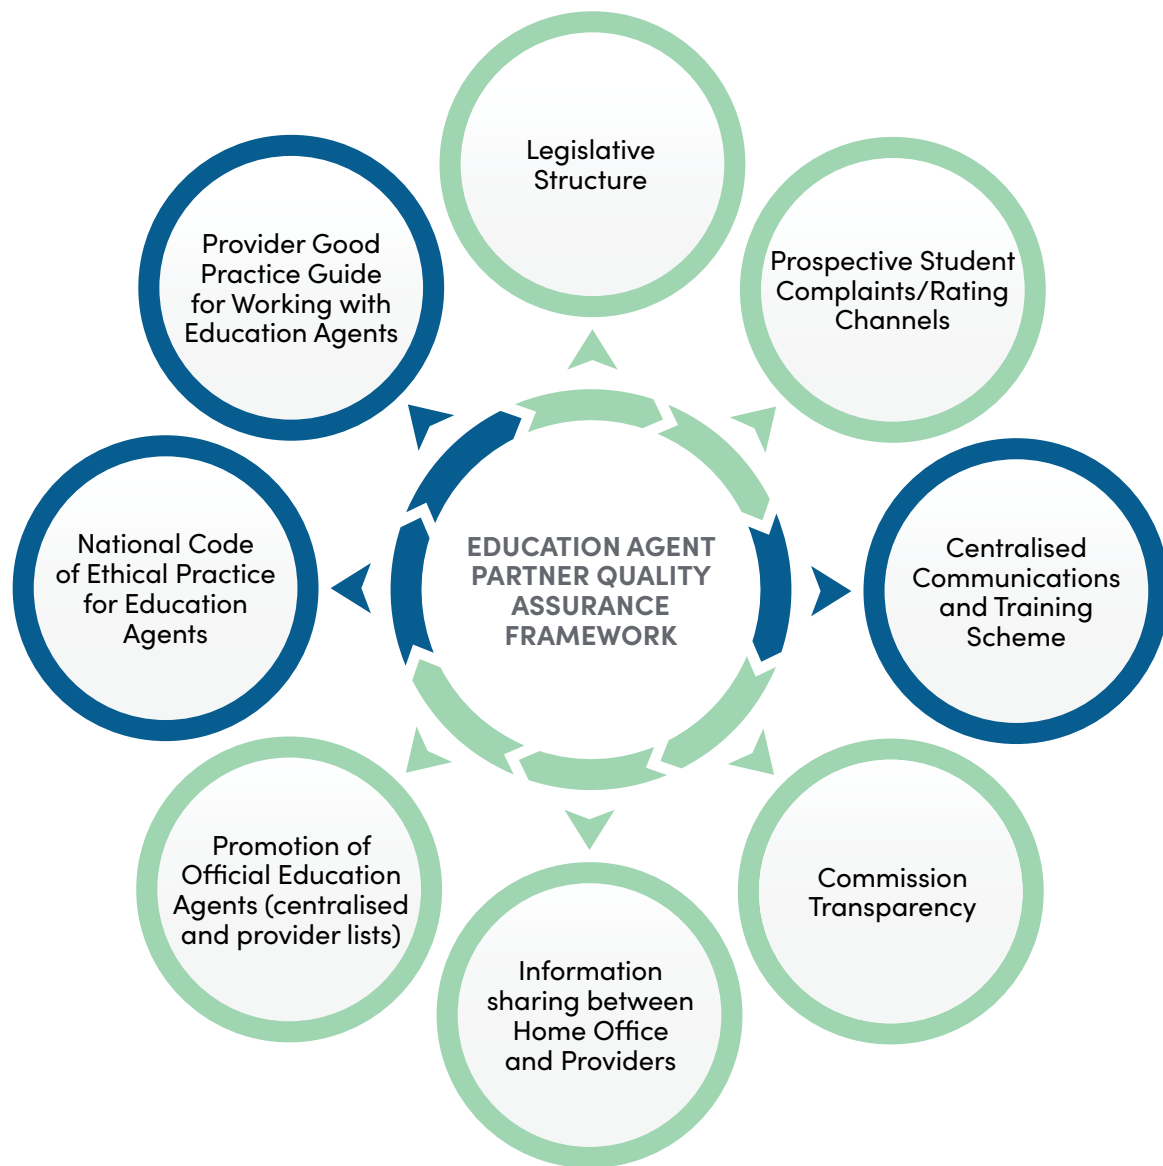 Legislative
Structure
Prospective Student
Complaints/Rating
Channels
Centralised
Communications
and Training
Scheme
Commission
Transparency
Information
sharing between
Home Office
and Providers
Promotion of
Official Education
Agents (centralised
and provider lists)
National Code
of Ethical Practice
for Education
Agents
Provider Good
Practice Guide
for Working with
Education Agents
EDUCATION AGENT
PARTNER QUALITY
ASSURANCE
FRAMEWORK